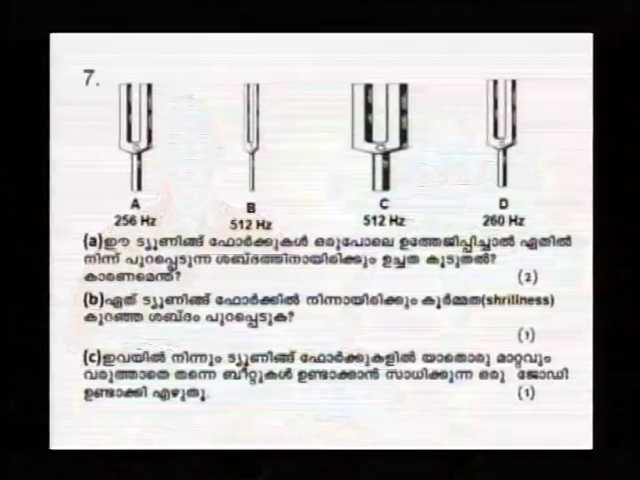 7.
A B C D
256 Hz 512 Hz 512 Hz 260 Hz
(a)ഈ ട്യൂണിങ്ങ് ഫോർക്കുകൾ ഒരുപോലെ ഉത്തേജിപ്പിച്ചാൽ ഏതിൽ
നിന്ന് പുറപ്പെടുന്ന ശബ്ദത്തിനായിരിക്കും ഉച്ചത കൂടുതൽ?
കാരണമെന്ത്? (2)
(b)ഏത് ട്യൂണിങ്ങ് ഫോർക്കിൽ നിന്നായിരിക്കും കൂർമ്മത(shrillness)
കുറഞ്ഞ ശബ്ദം പുറപ്പെടുക?
(1)
(c)ഇവയിൽ നിന്നും ട്യൂണിങ്ങ് ഫോർക്കുകളിൽ യാതൊരു മാറ്റവും
വരുത്താതെ തന്നെ ബീറ്റുകൾ ഉണ്ടാക്കാൻ സാധിക്കുന്ന ഒരു ജോഡി
ഉണ്ടാക്കി എഴുതൂ. (1)